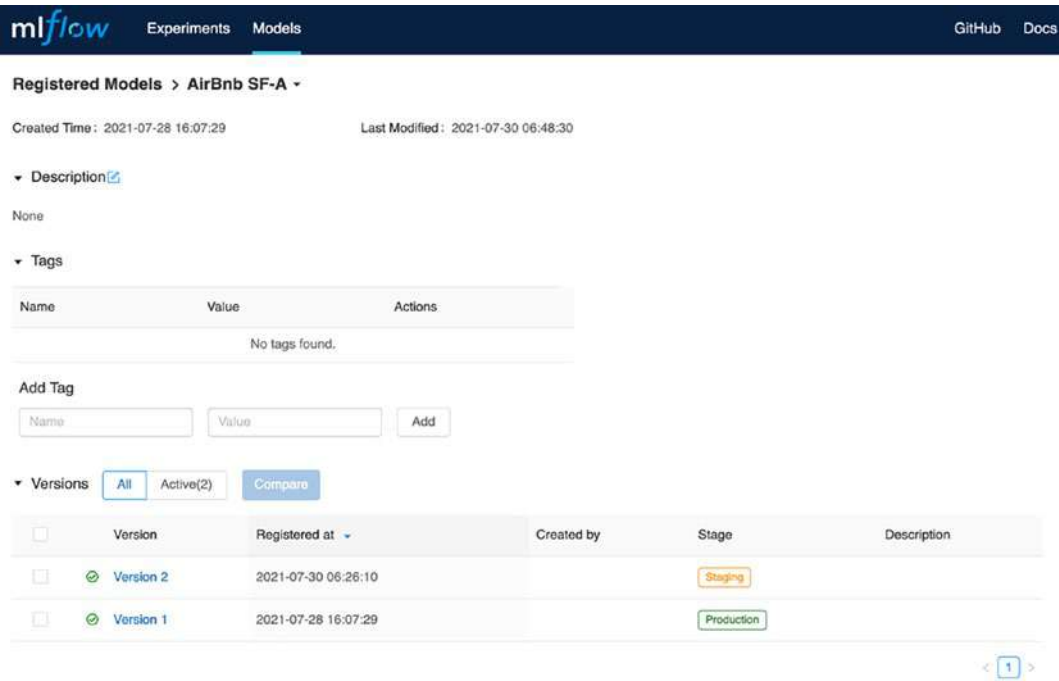 mlflow Experiments Models GitHub Docs
Registered Models > AirBnb SF-A
Created Time: 2021-07-28 16:07:29 Last Modified: 2021-07-30 06:48:30
Description
None
Tags
Name Value Actions
No tags found.
Add Tag
Name Value Add
Versions All Active(2) Compare
Version Registered at Created by Stage Description
Version 2 2021-07-30 06:26:10 Staging
Version 1 2021-07-28 16:07:29 Production
< 1 >